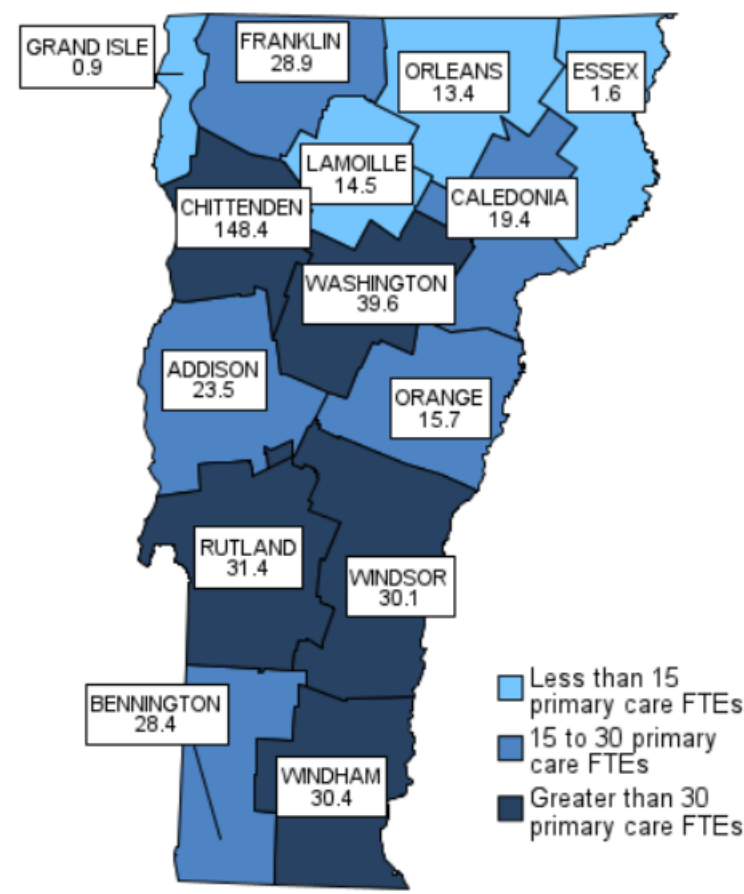 GRAND ISLE
0.9
FRANKLIN
28.9
ORLEANS
13.4
ESSEX
1.6
LAMOILLE
14.5
CALEDONIA
19.4
CHITTENDEN
148.4
WASHINGTON
39.6
ADDISON
23.5
ORANGE
15.7
RUTLAND
31.4
WINDSOR
30.1
BENNINGTON
28.4
WINDHAM
30.4
Less than 15
primary care FTEs
15 to 30 primary
care FTEs
Greater than 30
primary care FTEs